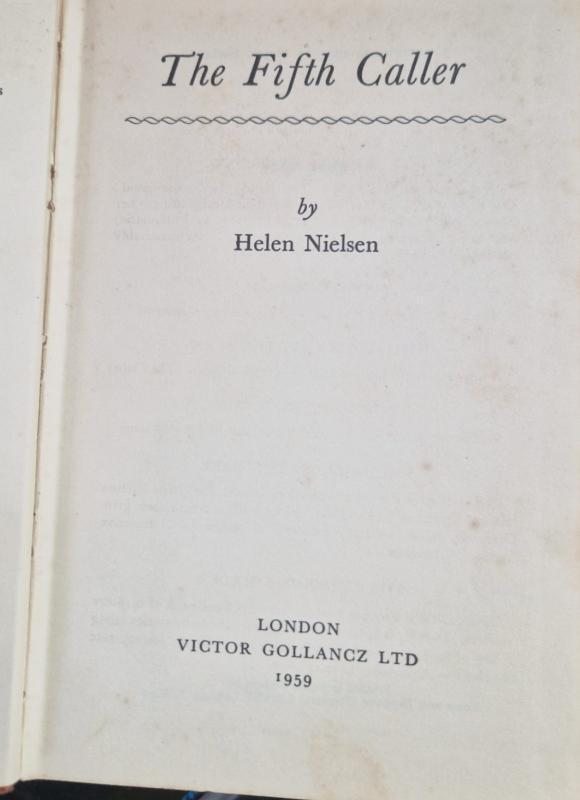 The Fifth Caller
by
Helen Nielsen
LONDON
VICTOR GOLLANCZ LTD
1959